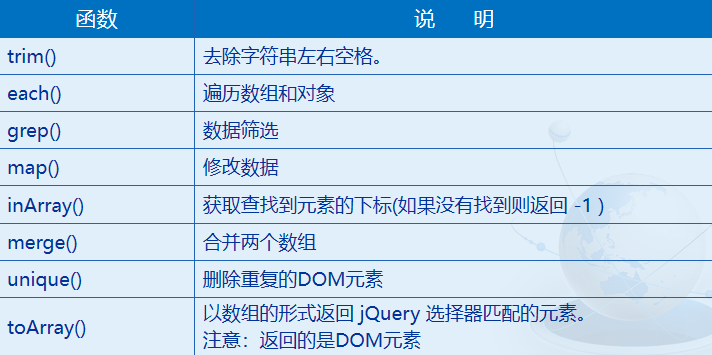 函数 说 明
trim() 去除字符串左右空格。
each() 遍历数组和对象
grep() 数据筛选
map() 修改数据
inArray() 获取查找到元素的下标(如果没有找到则返回 -1 )
merge() 合并两个数组
unique() 删除重复的DOM元素
toArray() 以数组的形式返回 jQuery 选择器匹配的元素。
注意：返回的是DOM元素